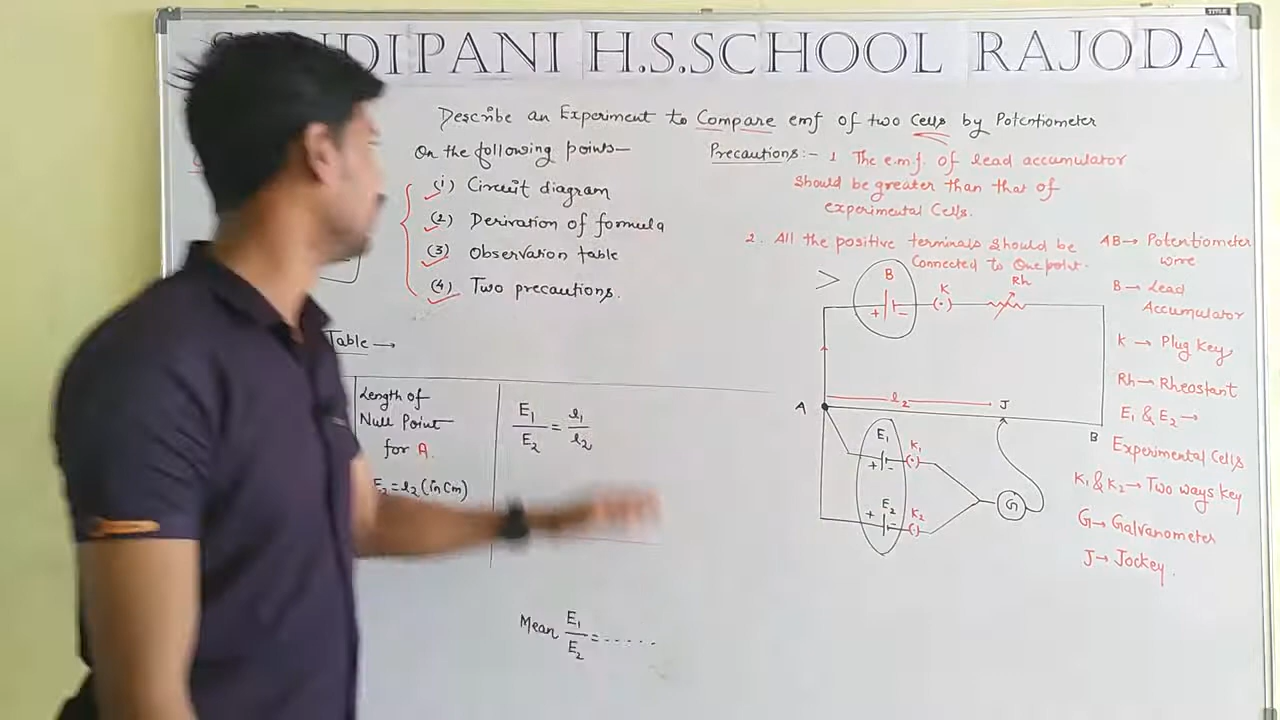 DIPANI H.S.SCHOOL RAJODA
TITLE
Describe an Experiment to Compare emf of two Cells by Potentiometer
On the following points—
(1) Circuit diagram
(2) Derivation of formula
(3) Observation table
(4) Two precautions.
Precautions:- 1 The e.m.f. of lead accumulator
should be greater than that of
experimental Cells.
2. All the positive terminals should be
Connected to One point.
Table →
Length of
Null Point
for A.
E₂ = l₂ (in Cm)
E₁/E₂ = l₁/l₂
Mean E₁/E₂ = ......
>
B
K
Rh
+ -
l₂
J
A
B
E₁
K₁
+ -
E₂
K₂
+ -
G
AB → Potentiometer
wire
B → Lead
Accumulator
K → Plug Key
Rh → Rheostant
E₁ & E₂ →
Experimental Cells
K₁ & K₂ → Two ways key
G → Galvanometer
J → Jockey.